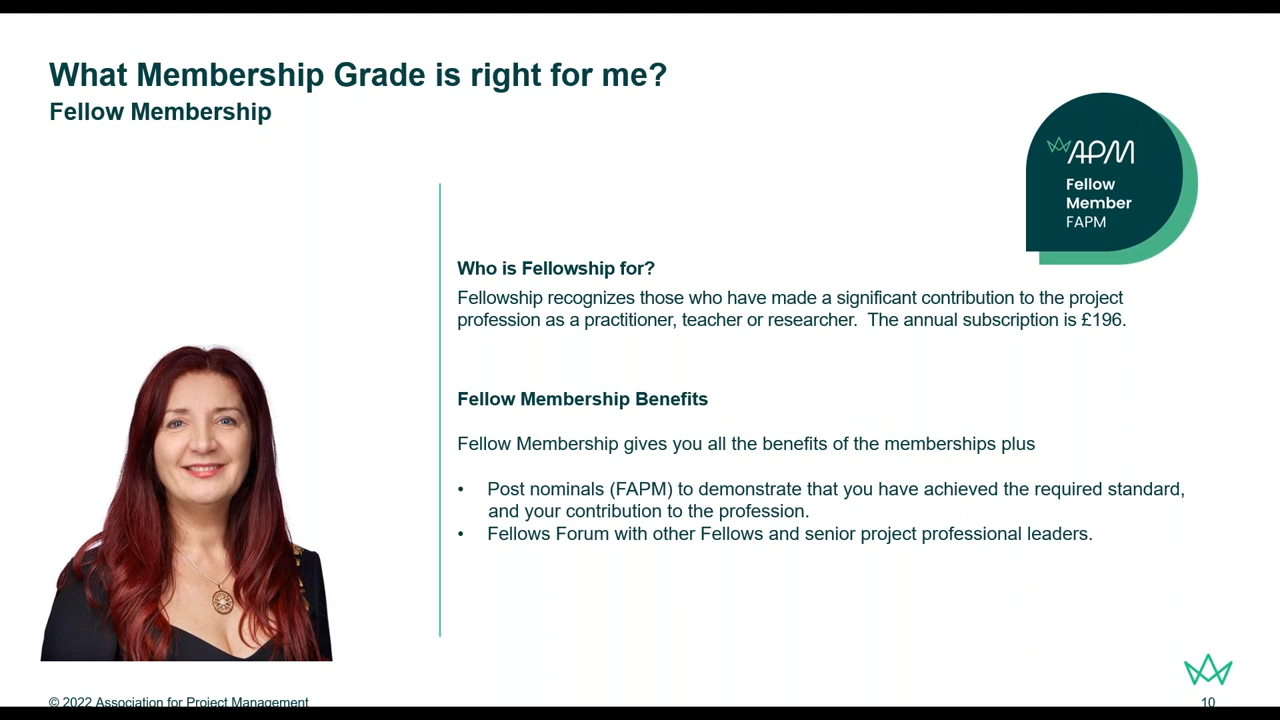 What Membership Grade is right for me?
Fellow Membership
APM
Fellow
Member
FAPM
Who is Fellowship for?
Fellowship recognizes those who have made a significant contribution to the project
profession as a practitioner, teacher or researcher.  The annual subscription is £196.
Fellow Membership Benefits
Fellow Membership gives you all the benefits of the memberships plus
• Post nominals (FAPM) to demonstrate that you have achieved the required standard,
and your contribution to the profession.
• Fellows Forum with other Fellows and senior project professional leaders.
© 2022 Association for Project Management
10